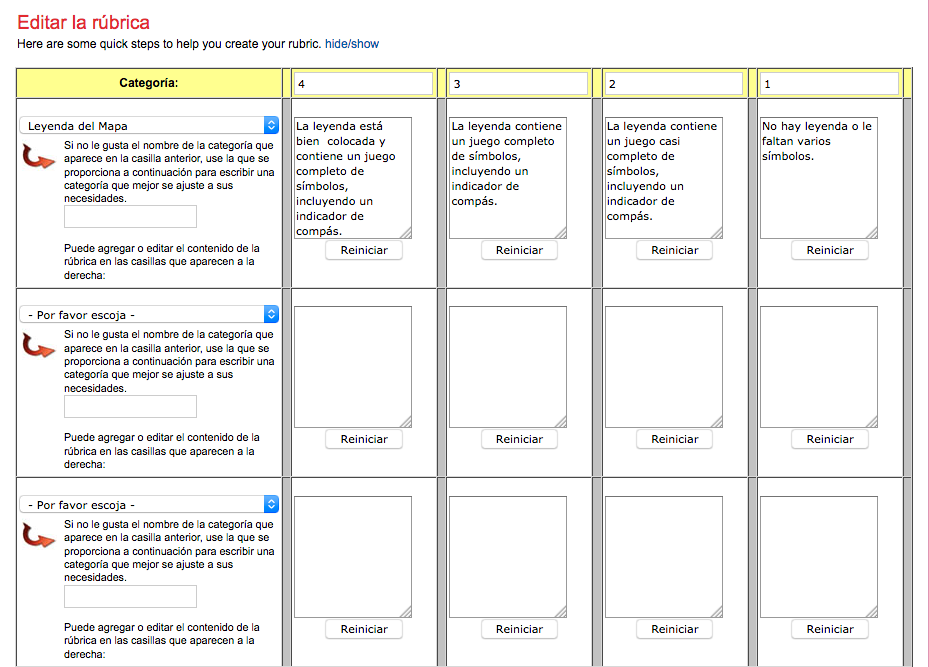 Editar la rúbrica
Here are some quick steps to help you create your rubric. hide/show
Categoría:
4
3
2
1
Leyenda del Mapa
Si no le gusta el nombre de la categoría que
aparece en la casilla anterior, use la que se
proporciona a continuación para escribir una
categoría que mejor se ajuste a sus
necesidades.
Puede agregar o editar el contenido de la
rúbrica en las casillas que aparecen a la
derecha:
La leyenda está
bien  colocada y
contiene un juego
completo de
símbolos,
incluyendo un
indicador de
compás.
Reiniciar
La leyenda contiene
un juego completo
de símbolos,
incluyendo un
indicador de
compás.
Reiniciar
La leyenda contiene
un juego casi
completo de
símbolos,
incluyendo un
indicador de
compás.
Reiniciar
No hay leyenda o le
faltan varios
símbolos.
Reiniciar
- Por favor escoja -
Si no le gusta el nombre de la categoría que
aparece en la casilla anterior, use la que se
proporciona a continuación para escribir una
categoría que mejor se ajuste a sus
necesidades.
Puede agregar o editar el contenido de la
rúbrica en las casillas que aparecen a la
derecha:
Reiniciar
Reiniciar
Reiniciar
Reiniciar
- Por favor escoja -
Si no le gusta el nombre de la categoría que
aparece en la casilla anterior, use la que se
proporciona a continuación para escribir una
categoría que mejor se ajuste a sus
necesidades.
Puede agregar o editar el contenido de la
rúbrica en las casillas que aparecen a la
derecha:
Reiniciar
Reiniciar
Reiniciar
Reiniciar